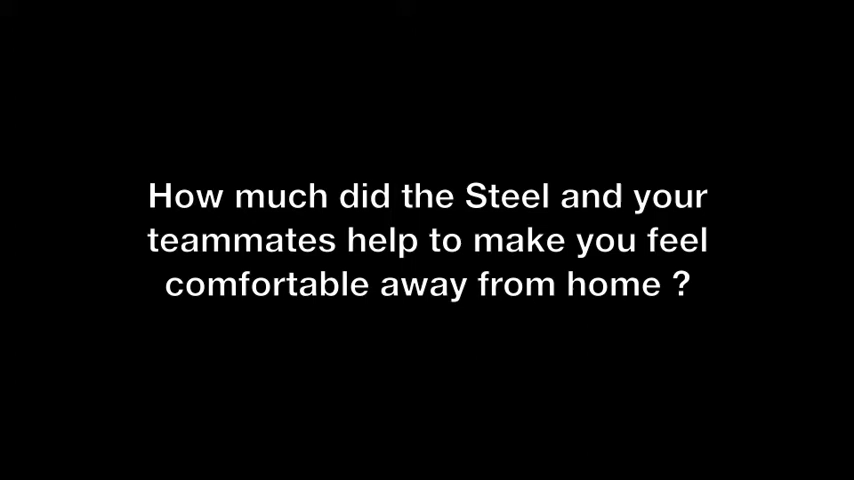 How much did the Steel and your
teammates help to make you feel
comfortable away from home ?